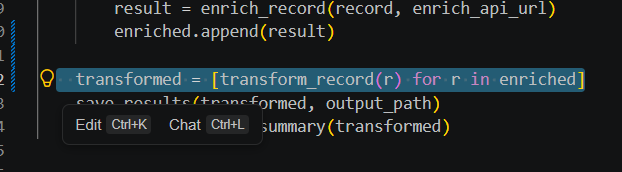 result = enrich_record(record, enrich_api_url)
enriched.append(result)
transformed = [transform_record(r) for r in enriched]
save_results(transformed, output_path)
Edit Ctrl+K Chat Ctrl+L
summary(transformed)